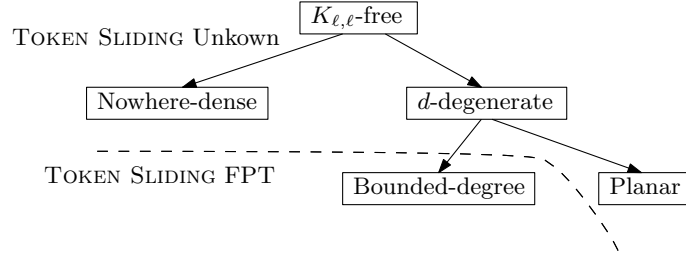 K_{ℓ,ℓ}-free
TOKEN SLIDING Unkown
Nowhere-dense
d-degenerate
TOKEN SLIDING FPT
Bounded-degree
Planar